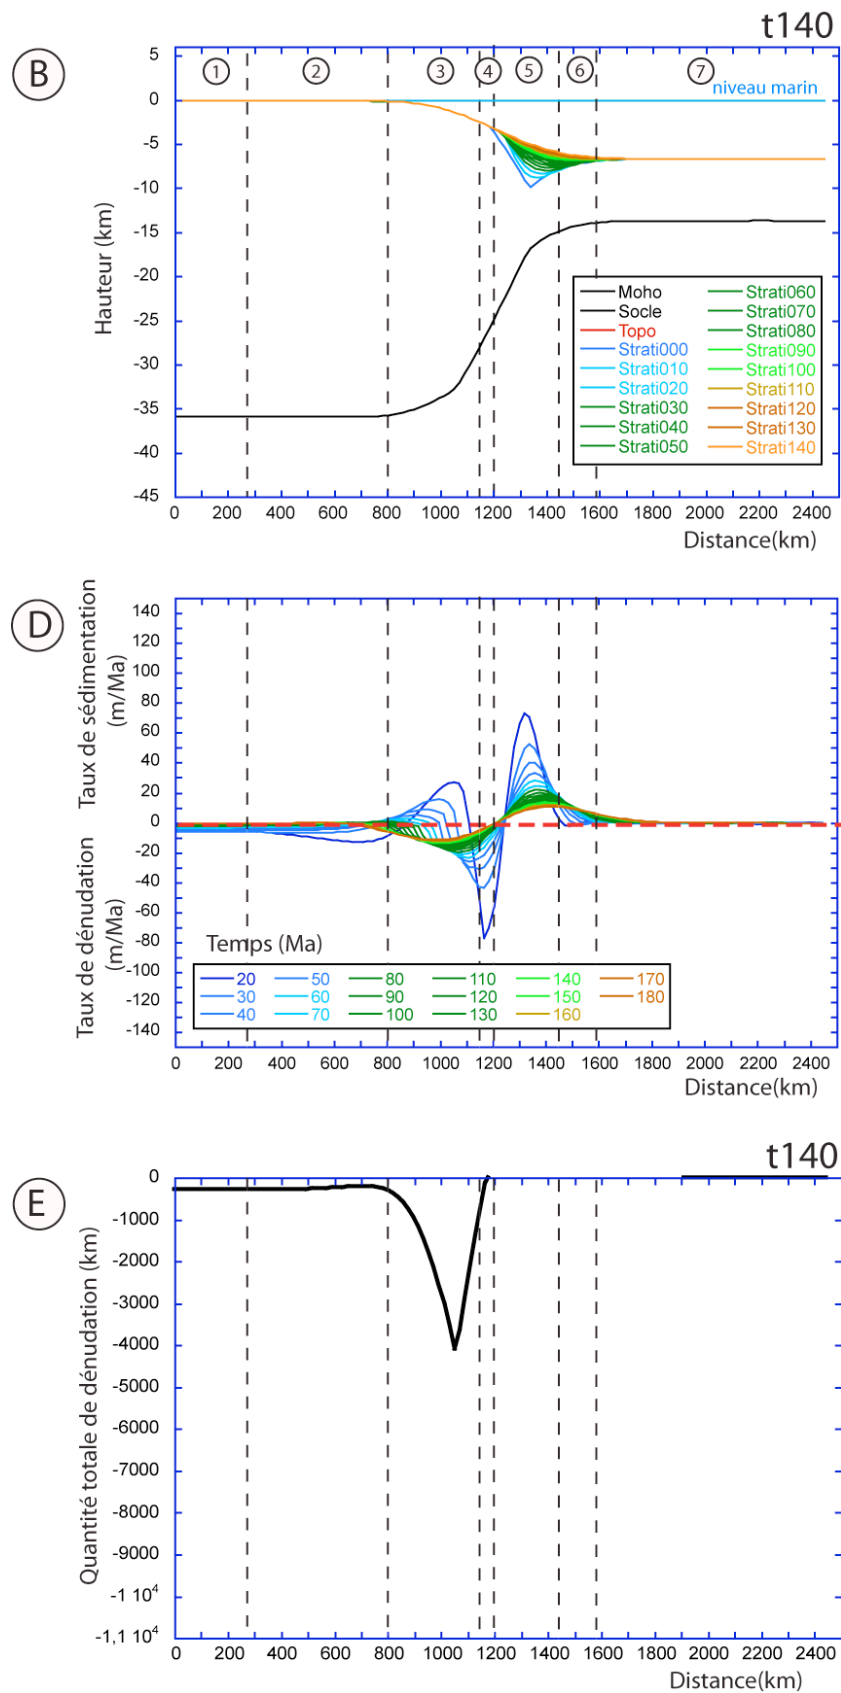 t140
B
5
1 2 3 4 5 6 7
niveau marin
0
-5
-10
-15
-20
-25
-30
-35
-40
-45
Hauteur (km)
Moho Strati060
Socle Strati070
Topo Strati080
Strati000 Strati090
Strati010 Strati100
Strati020 Strati110
Strati030 Strati120
Strati040 Strati130
Strati050 Strati140
0 200 400 600 800 1000 1200 1400 1600 1800 2000 2200 2400
Distance(km)
D
Taux de sédimentation
(m/Ma)
Taux de dénudation
(m/Ma)
140
120
100
80
60
40
20
0
-20
-40
-60
-80
-100
-120
-140
Temps (Ma)
20 50 80 110 140 170
30 60 90 120 150 180
40 70 100 130 160
0 200 400 600 800 1000 1200 1400 1600 1800 2000 2200 2400
Distance(km)
t140
E
Quantité totale de dénudation (km)
0
-1000
-2000
-3000
-4000
-5000
-6000
-7000
-8000
-9000
-1 10⁴
-1,1 10⁴
0 200 400 600 800 1000 1200 1400 1600 1800 2000 2200 2400
Distance(km)